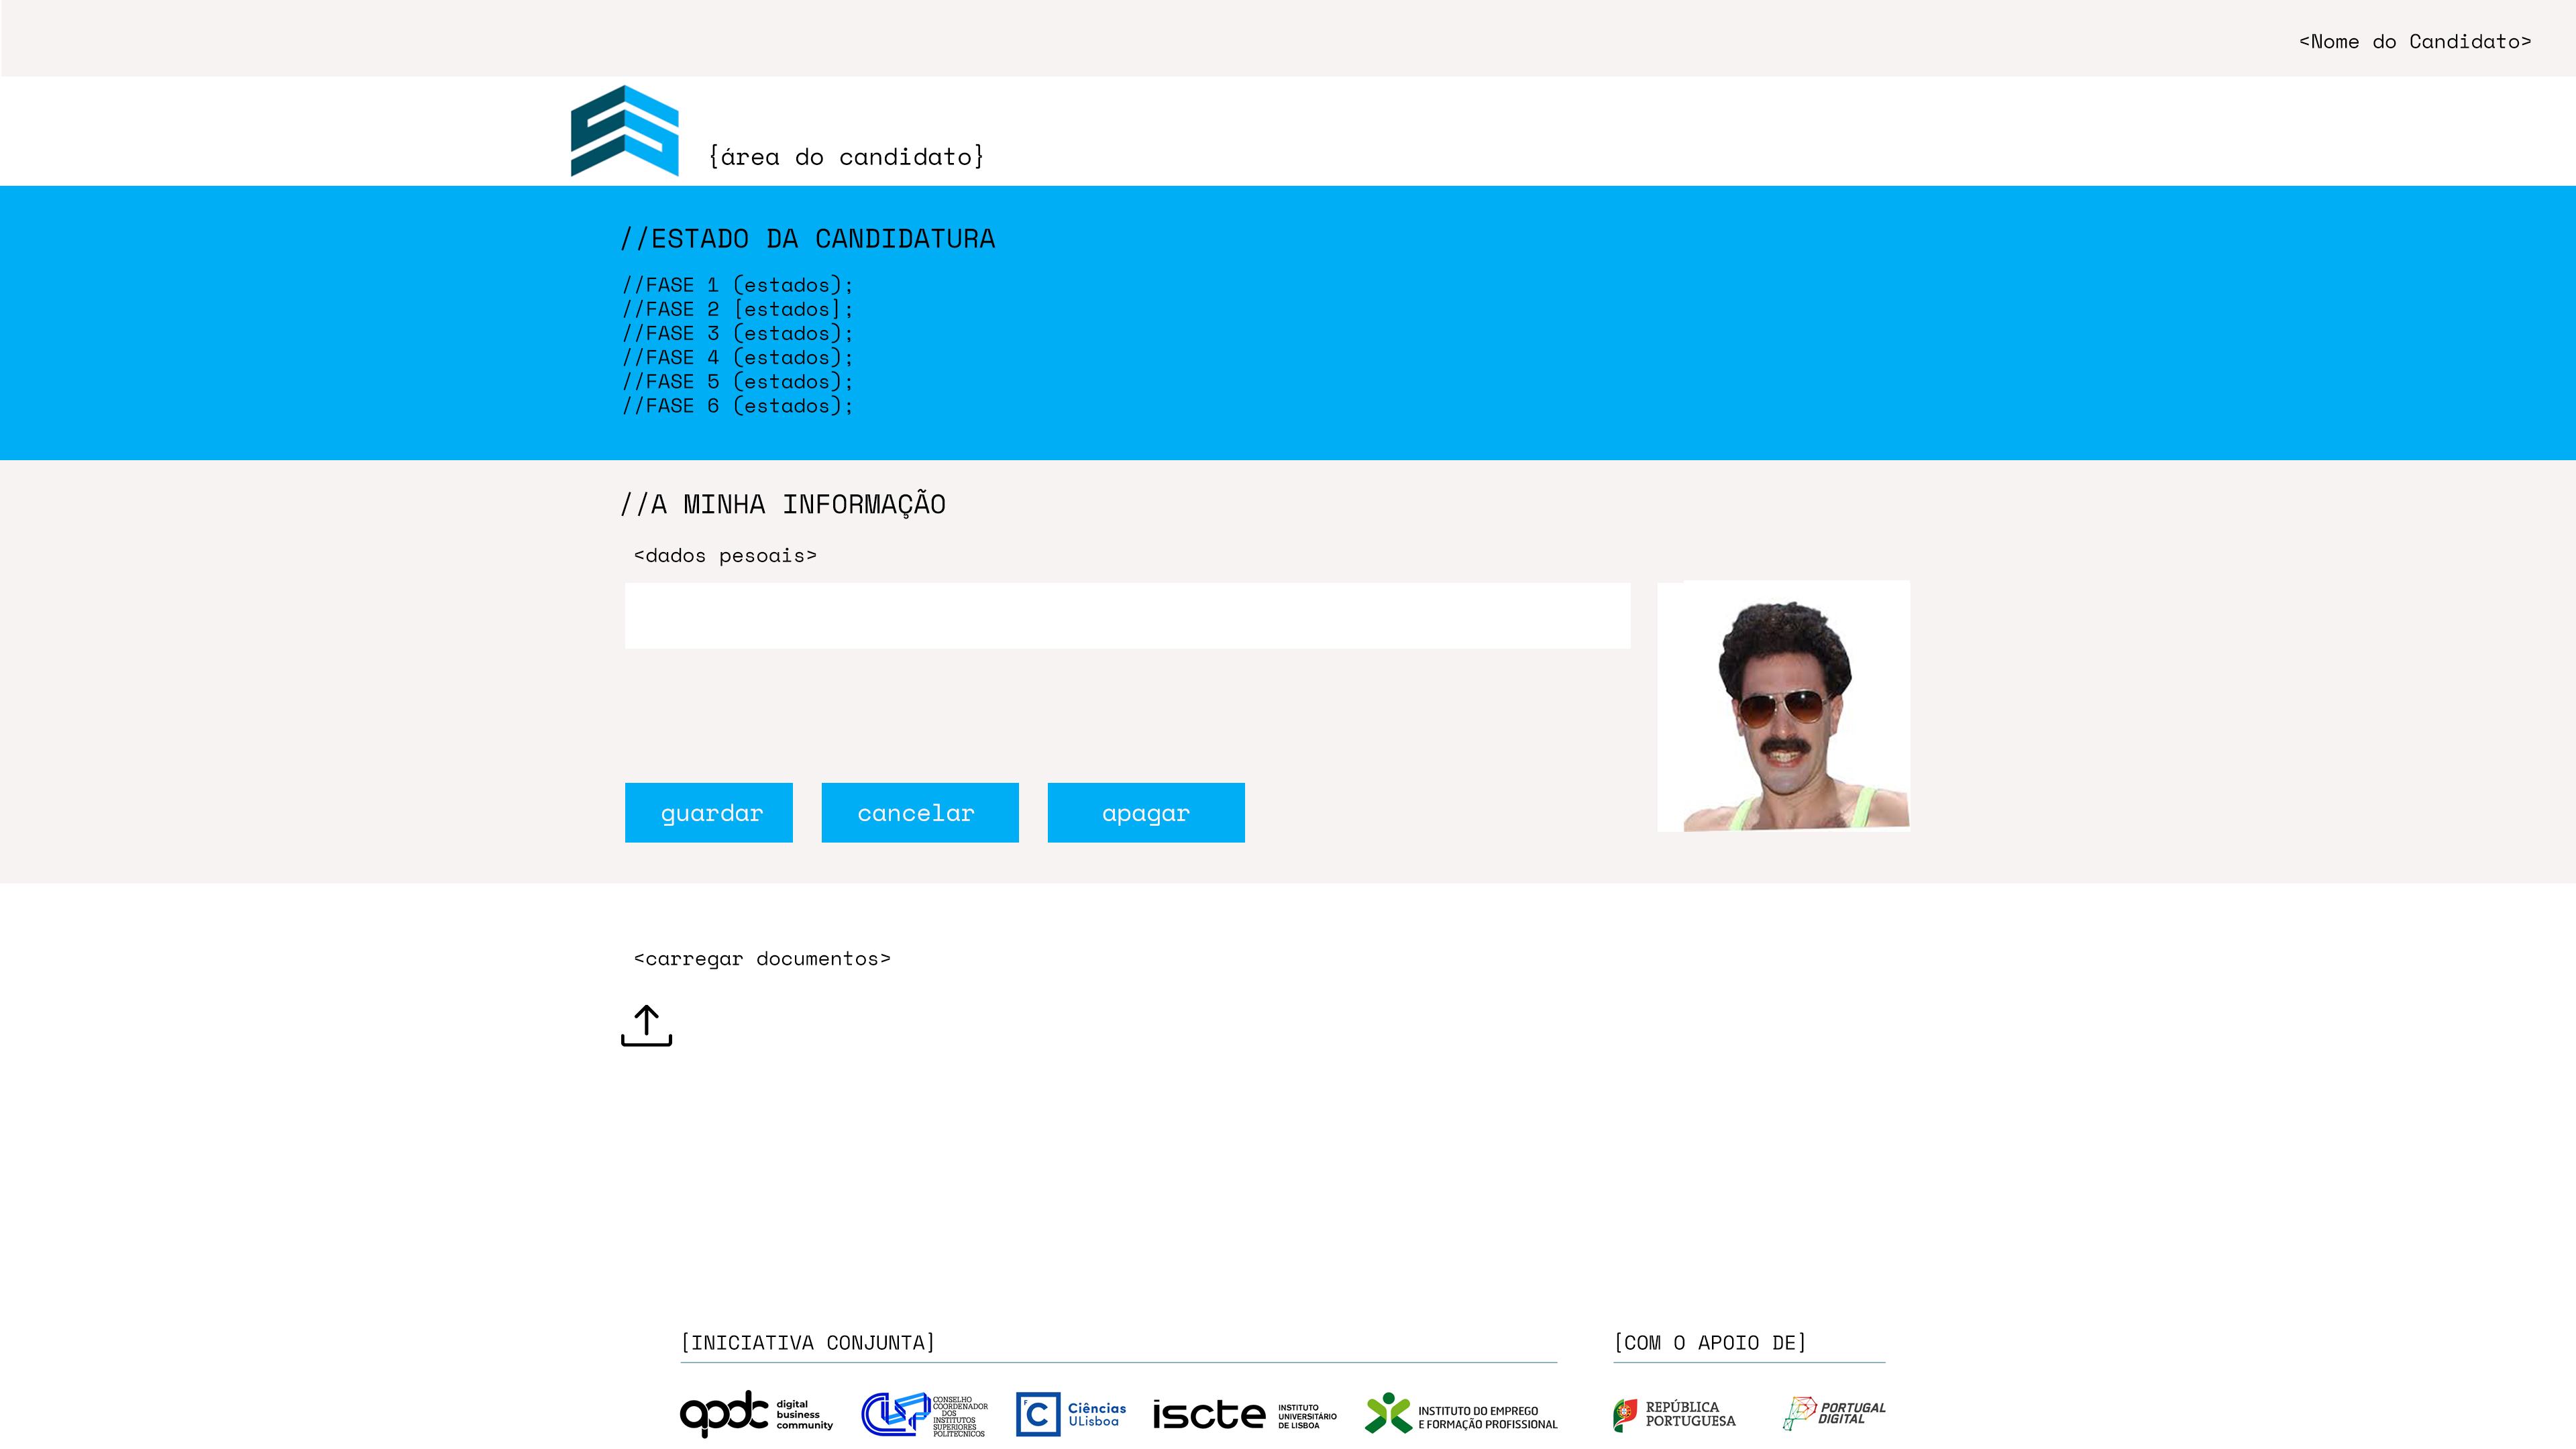 <Nome do Candidato>
{área do candidato}
//ESTADO DA CANDIDATURA
//FASE 1 (estados);
//FASE 2 [estados];
//FASE 3 (estados);
//FASE 4 (estados);
//FASE 5 (estados);
//FASE 6 (estados);
//A MINHA INFORMAÇÃO
<dados pesoais>
guardar
cancelar
apagar
<carregar documentos>
[INICIATIVA CONJUNTA]
[COM O APOIO DE]
apdc
digital
business
community
CONSELHO
COORDENADOR
DOS
INSTITUTOS
SUPERIORES
POLITÉCNICOS
F
C
Ciências
ULisboa
iscte
INSTITUTO
UNIVERSITÁRIO
DE LISBOA
INSTITUTO DO EMPREGO
E FORMAÇÃO PROFISSIONAL
REPÚBLICA
PORTUGUESA
PORTUGAL
DIGITAL